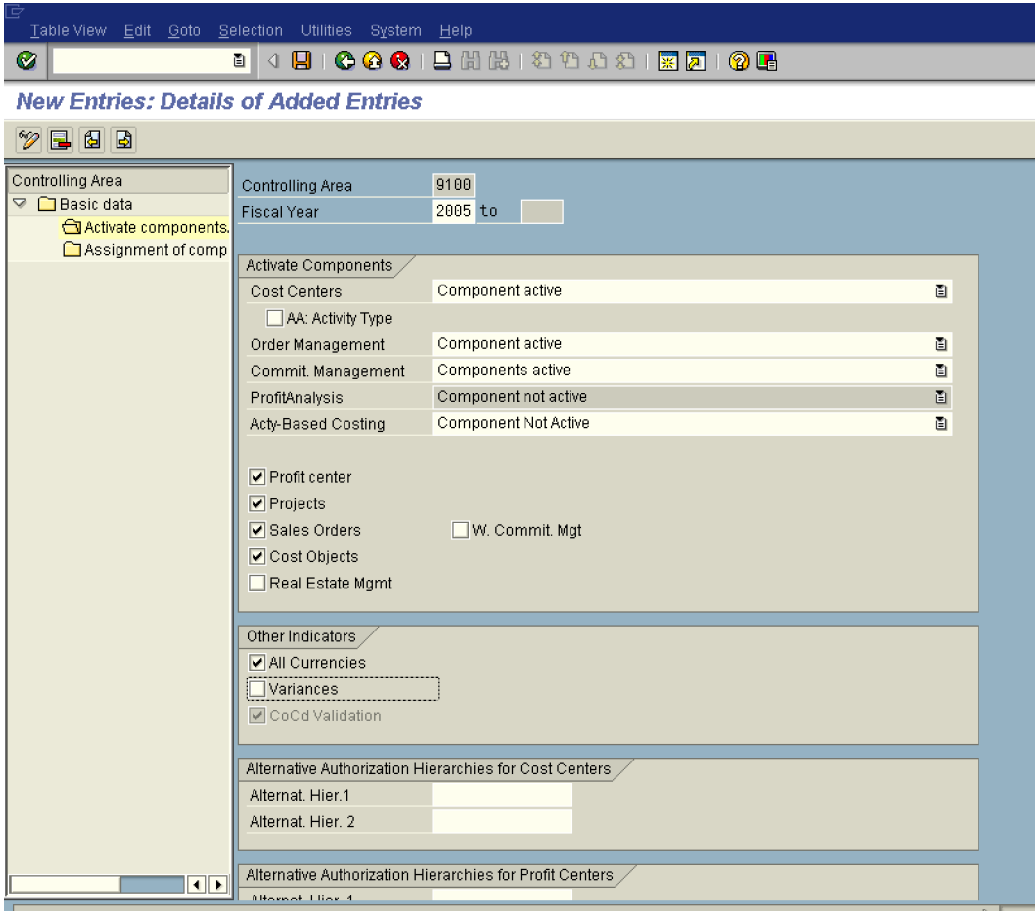 Table View Edit Goto Selection Utilities System Help
New Entries: Details of Added Entries
Controlling Area
Basic data
Activate components.
Assignment of comp
Controlling Area 9100
Fiscal Year 2005 to
Activate Components
Cost Centers Component active
AA: Activity Type
Order Management Component active
Commit. Management Components active
ProfitAnalysis Component not active
Acty-Based Costing Component Not Active
Profit center
Projects
Sales Orders W. Commit. Mgt
Cost Objects
Real Estate Mgmt
Other Indicators
All Currencies
Variances
CoCd Validation
Alternative Authorization Hierarchies for Cost Centers
Alternat. Hier.1
Alternat. Hier. 2
Alternative Authorization Hierarchies for Profit Centers